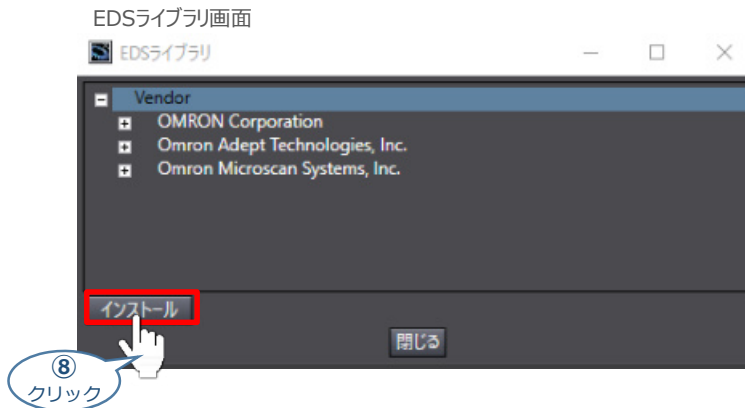 EDSライブラリ画面
EDSライブラリ
Vendor
OMRON Corporation
Omron Adept Technologies, Inc.
Omron Microscan Systems, Inc.
インストール
閉じる
⑧
クリック